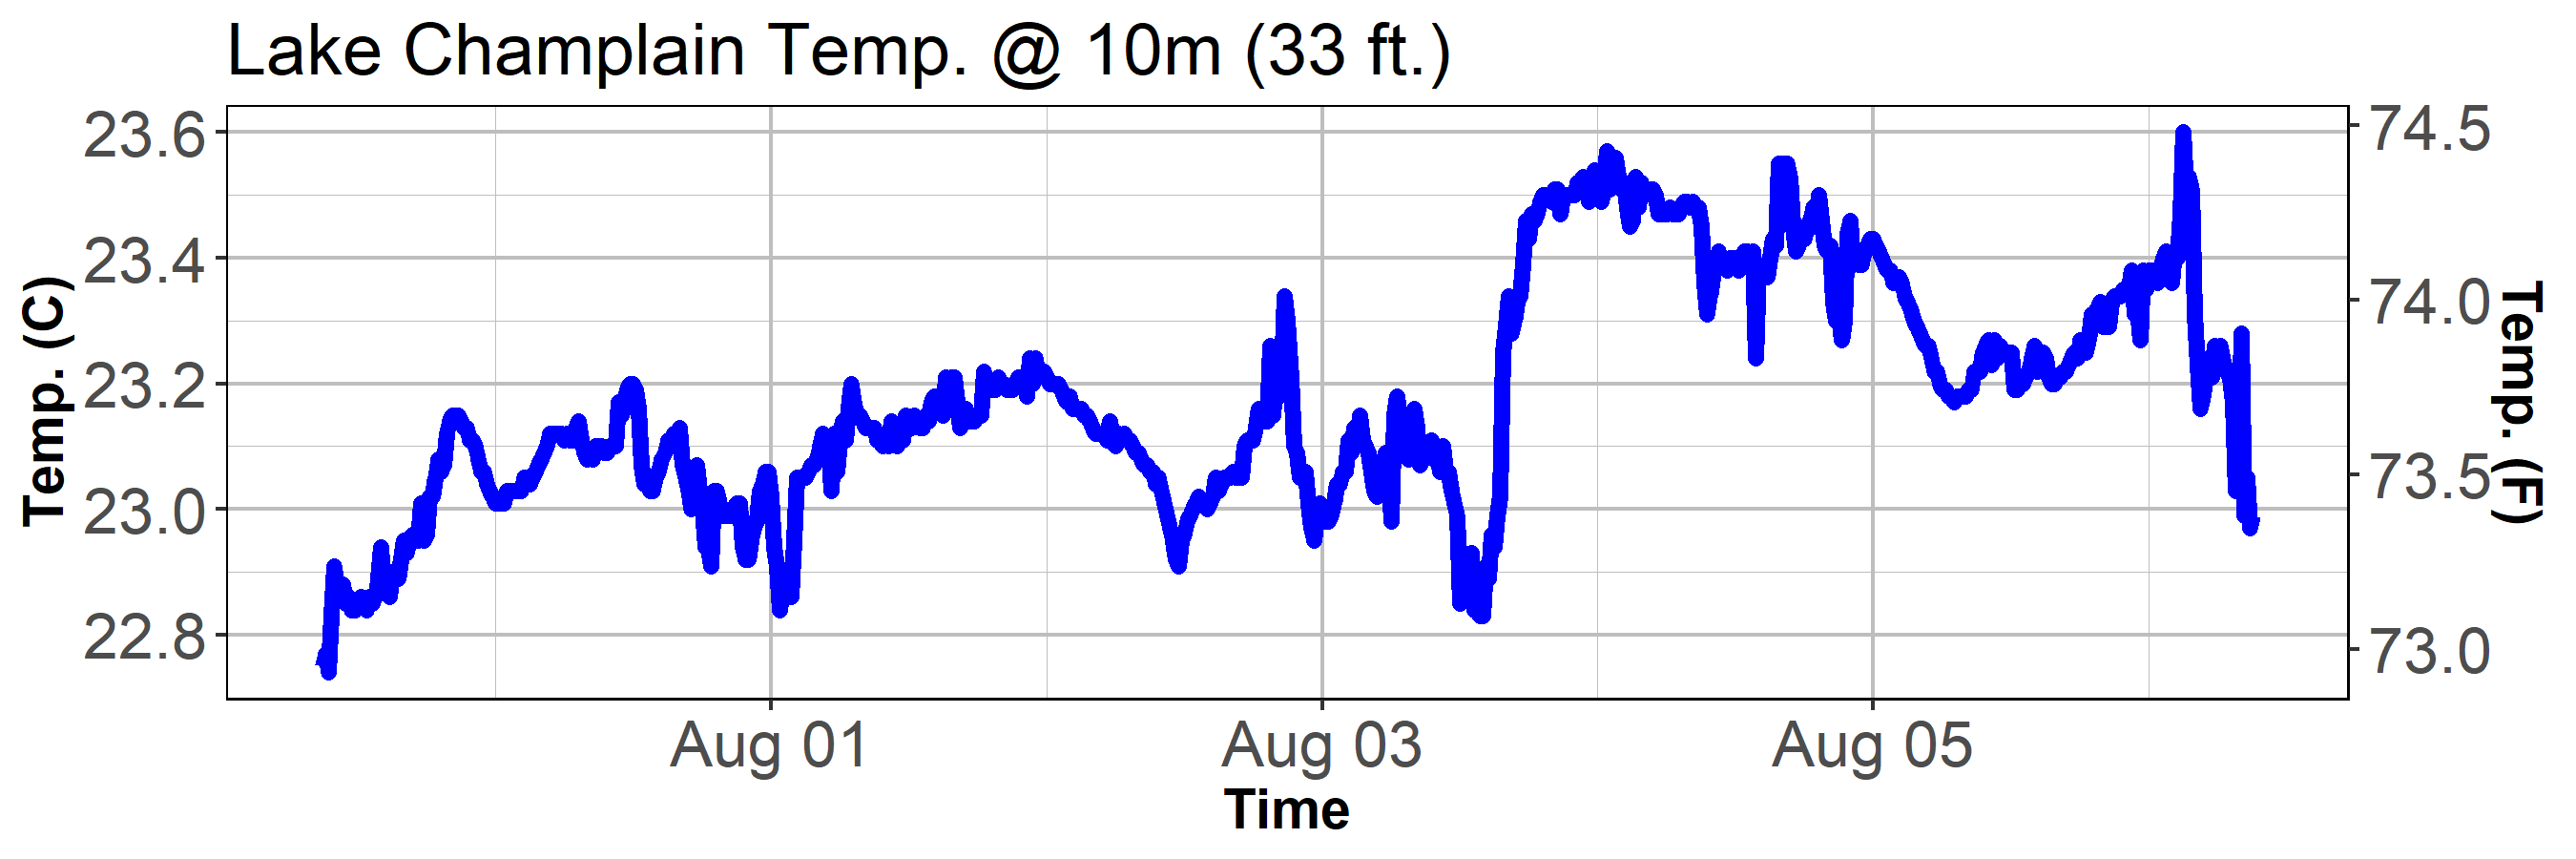 Lake Champlain Temp. @ 10m (33 ft.)
23.6
23.4
23.2
23.0
22.8
Temp. (C)
74.5
74.0
73.5
73.0
Temp. (F)
Aug 01
Aug 03
Aug 05
Time